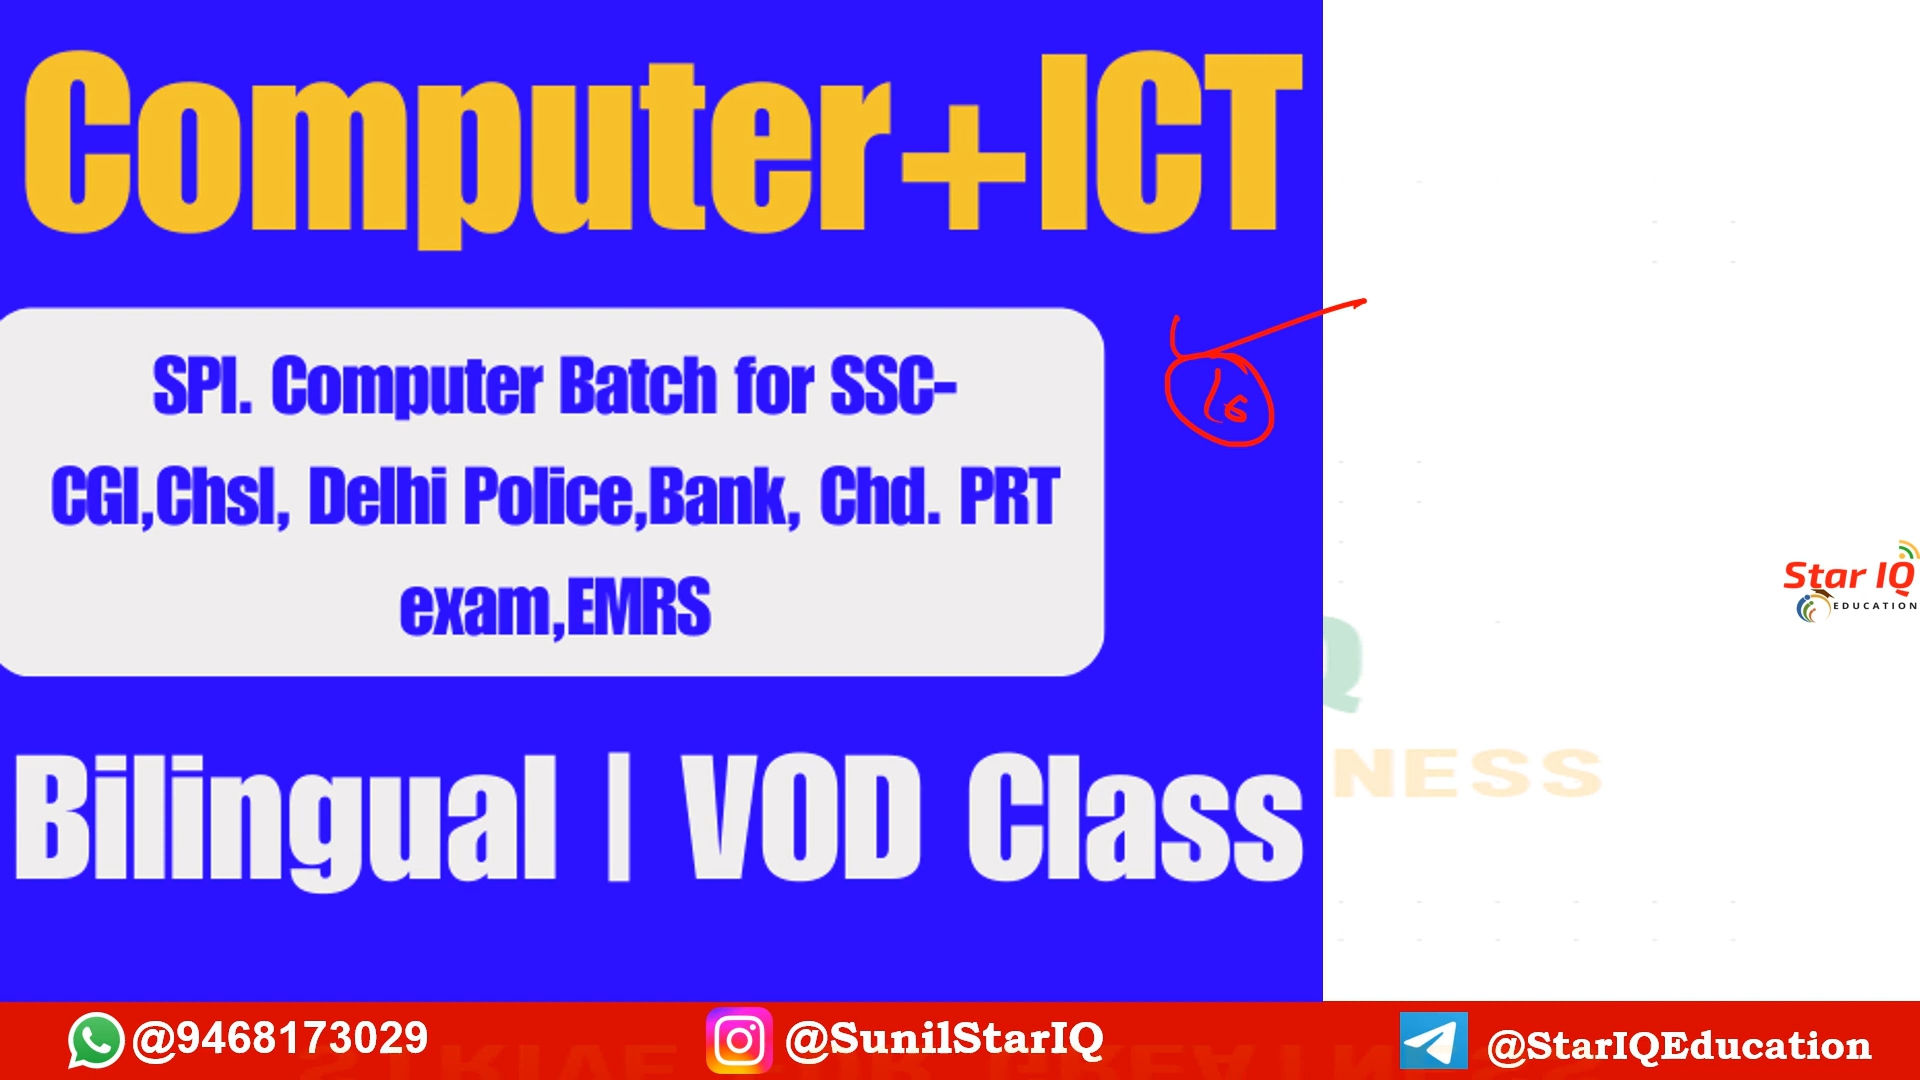 Computer+ICT
SPl. Computer Batch for SSC-
CGl,Chsl, Delhi Police,Bank, Chd. PRT
exam,EMRS
16
Bilingual | VOD Class
Star IQ
EDUCATION
Q
NESS
@9468173029
@SunilStarIQ
@StarIQEducation